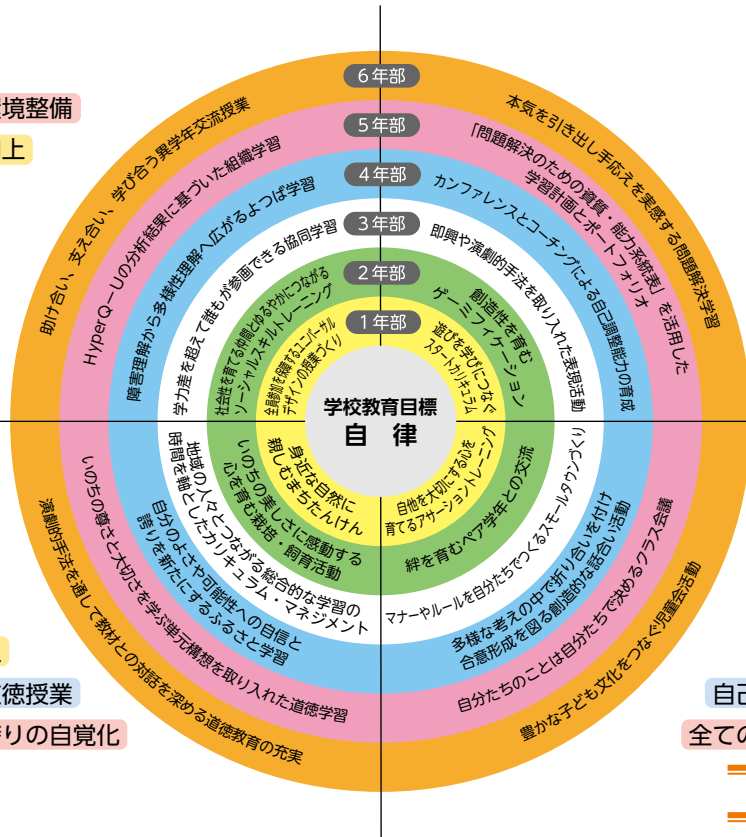 6年部
5年部
4年部
3年部
2年部
1年部
学校教育目標
自 律
助け合い、支え合い、学び合う異学年交流授業
HyperQ−Uの分析結果に基づいた組織学習
障害理解から多様性理解へ広がるよつば学習
学力差を超えて誰もが参画できる協同学習
社会性を育てる仲間とゆるやかにつながる
ソーシャルスキルトレーニング
全員参加を保障するユニバーサル
デザインの授業づくり
本気を引き出し手応えを実感する問題解決学習
「問題解決のための資質・能力系統表」を活用した
学習計画とポートフォリオ
カンファレンスとコーチングによる自己調整能力の育成
即興や演劇的手法を取り入れた表現活動
創造性を育む
ゲーミフィケーション
遊びを学びにつなぐ
スタートカリキュラム
身近な自然に
親しむまちたんけん
いのちの美しさに感動する
心を育む栽培・飼育活動
地域の人々とつながる総合的な学習の
時間を軸としたカリキュラム・マネジメント
自分のよさや可能性への自信と
誇りを新たにするふるさと学習
いのちの尊さと大切さを学ぶ単元構想を取り入れた道徳学習
演劇的手法を通して教材との対話を深める道徳教育の充実
自他を大切にする心を
育てるアサーショントレーニング
絆を育むペア学年との交流
マナーやルールを自分たちでつくるスモールタウンづくり
多様な考えの中で折り合いを付け
合意形成を図る創造的な話合い活動
自分たちのことは自分たちで決めるクラス会議
豊かな子ども文化をつなぐ児童会活動
境整備
上
徳授業
りの自覚化
自己
全ての